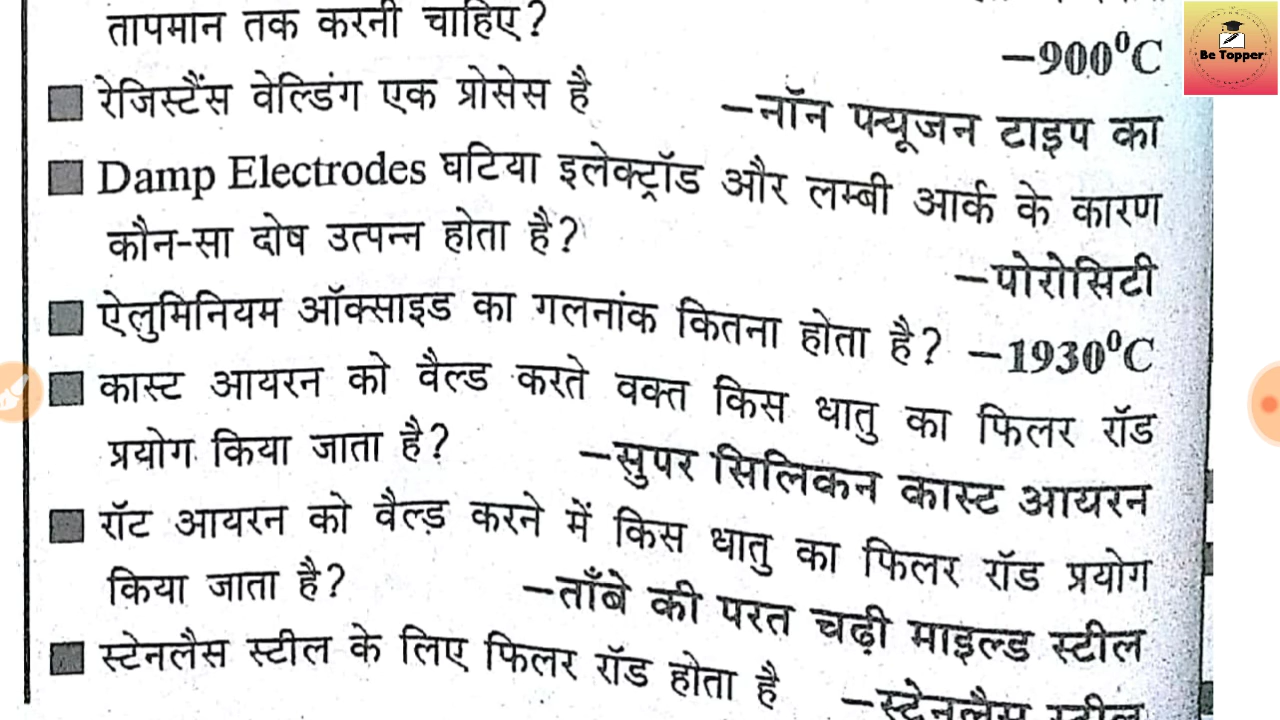 तापमान तक करनी चाहिए?
–900⁰C
Be Topper
रेजिस्टैंस वेल्डिंग एक प्रोसेस है –नॉन फ्यूजन टाइप का
Damp Electrodes घटिया इलेक्ट्रॉड और लम्बी आर्क के कारण
कौन-सा दोष उत्पन्न होता है?
–पोरोसिटी
ऐलुमिनियम ऑक्साइड का गलनांक कितना होता है? –1930⁰C
कास्ट आयरन को वैल्ड करते वक्त किस धातु का फिलर रॉड
प्रयोग किया जाता है? –सुपर सिलिकन कास्ट आयरन
रॉट आयरन को वैल्ड़ करने में किस धातु का फिलर रॉड प्रयोग
किया जाता है? –ताँबे की परत चढ़ी माइल्ड स्टील
स्टेनलैस स्टील के लिए फिलर रॉड होता है –स्टेनलैस स्टील